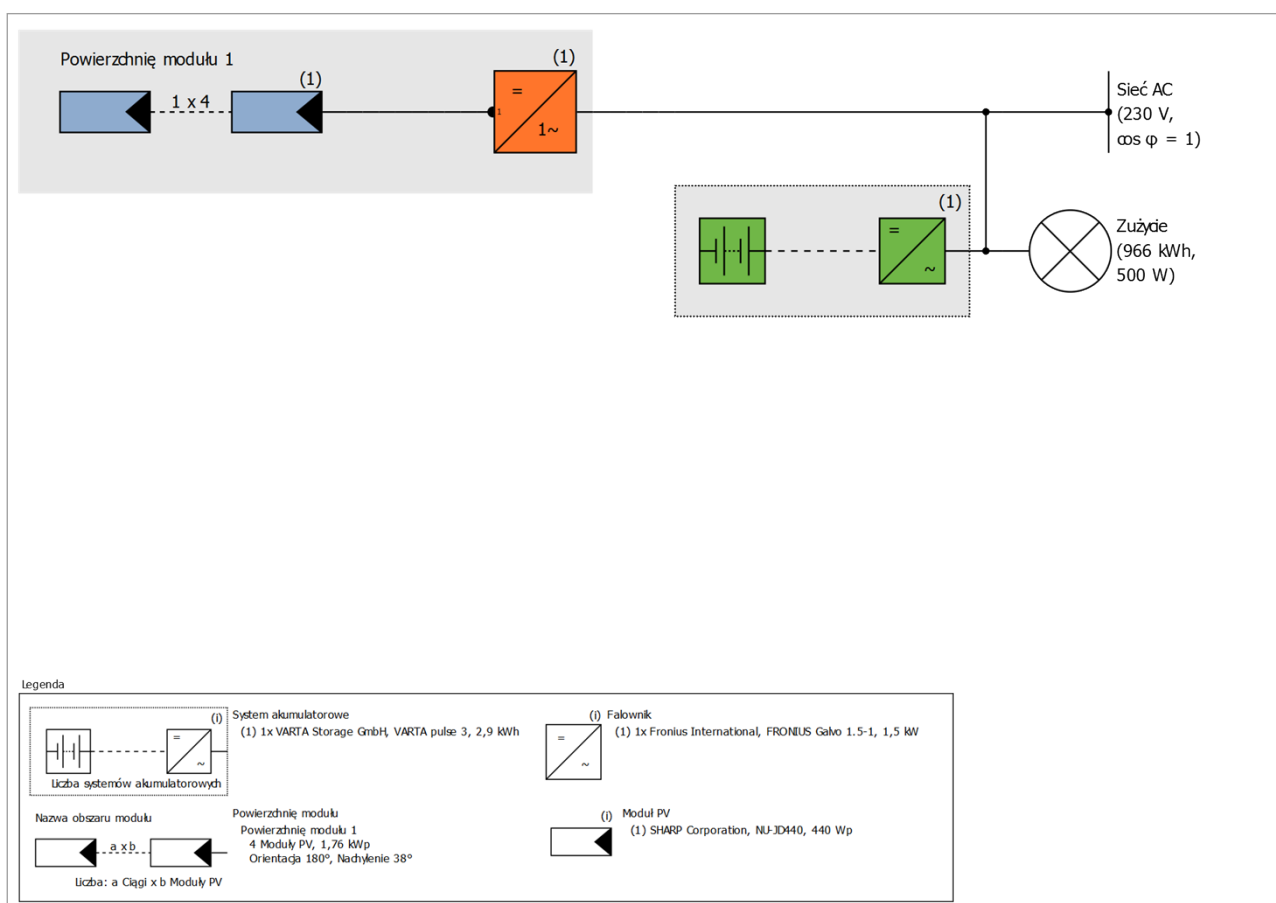 Powierzchnię modułu 1
(1)
1 x 4
(1)
=
1
1~
Sieć AC
(230 V,
cos φ = 1)
(1)
=
~
Zużycie
(966 kWh,
500 W)
Legenda
(i)
System akumulatorowe
(1) 1x VARTA Storage GmbH, VARTA pulse 3, 2,9 kWh
=
~
Liczba systemów akumulatorowych
(i) Falownik
(1) 1x Fronius International, FRONIUS Galvo 1.5-1, 1,5 kW
=
~
Nazwa obszaru modułu
a x b
Liczba: a Ciągi x b Moduły PV
Powierzchnię modułu
Powierzchnię modułu 1
4 Moduły PV, 1,76 kWp
Orientacja 180°, Nachylenie 38°
(i) Moduł PV
(1) SHARP Corporation, NU-JD440, 440 Wp